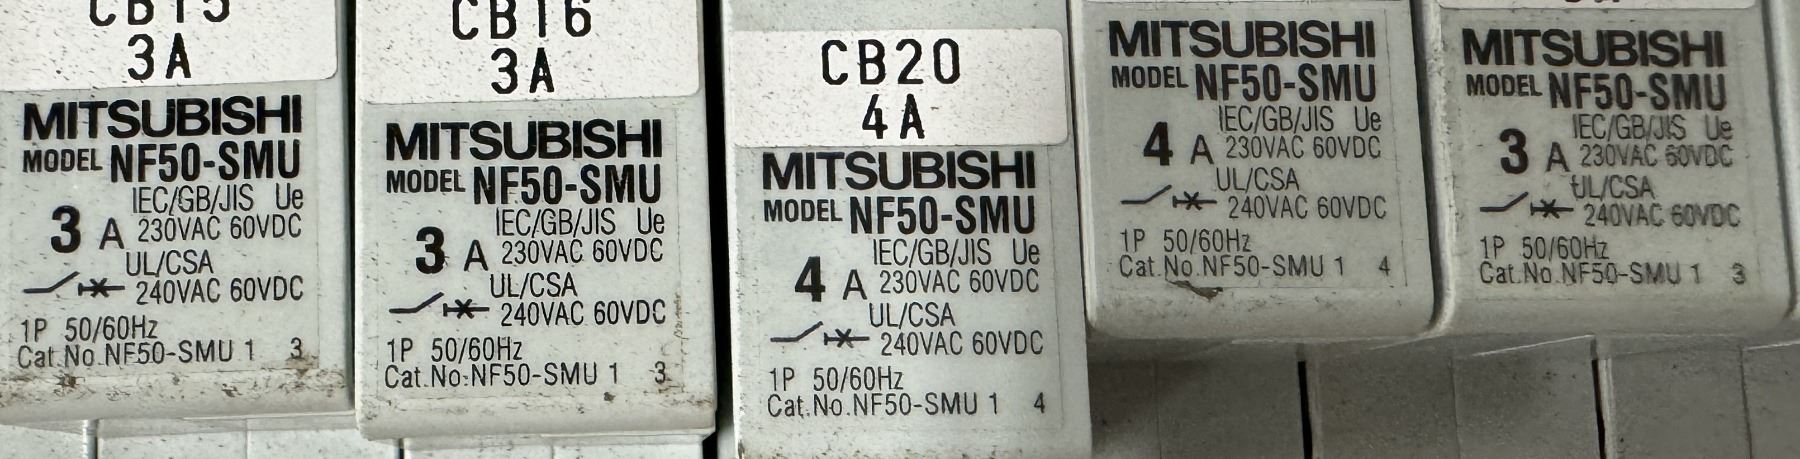 CB15
3A
MITSUBISHI
MODEL NF50-SMU
IEC/GB/JIS Ue
3 A 230VAC 60VDC
UL/CSA
240VAC 60VDC
1P 50/60Hz
Cat.No.NF50-SMU 1 3
CB16
3A
MITSUBISHI
MODEL NF50-SMU
IEC/GB/JIS Ue
3 A 230VAC 60VDC
UL/CSA
240VAC 60VDC
1P 50/60Hz
Cat.No.NF50-SMU 1 3
CB20
4A
MITSUBISHI
MODEL NF50-SMU
IEC/GB/JIS Ue
4 A 230VAC 60VDC
UL/CSA
240VAC 60VDC
1P 50/60Hz
Cat.No.NF50-SMU 1 4
MITSUBISHI
MODEL NF50-SMU
IEC/GB/JIS Ue
4 A 230VAC 60VDC
UL/CSA
240VAC 60VDC
1P 50/60Hz
Cat.No.NF50-SMU 1 4
MITSUBISHI
MODEL NF50-SMU
IEC/GB/JIS Ue
3 A 230VAC 60VDC
UL/CSA
240VAC 60VDC
1P 50/60Hz
Cat.No.NF50-SMU 1 3